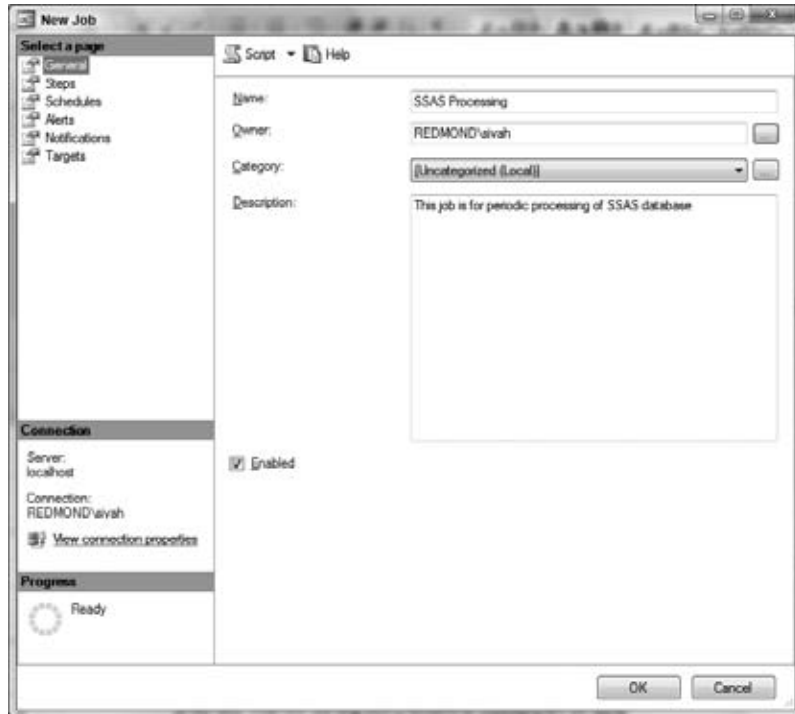 New Job
Select a page
General
Steps
Schedules
Alerts
Notifications
Targets
Script
Help
Name:
SSAS Processing
Owner:
REDMOND\sivah
...
Category:
[Uncategorized (Local)]
...
Description:
This job is for periodic processing of SSAS database
Enabled
Connection
Server:
localhost
Connection:
REDMOND\sivah
View connection properties
Progress
Ready
OK
Cancel